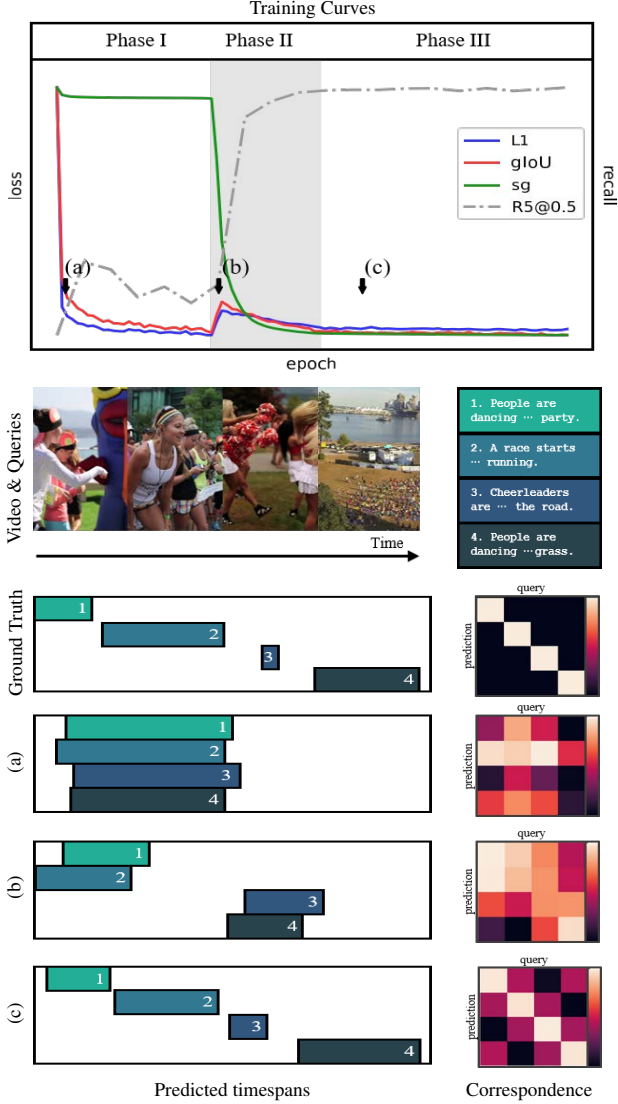 Training Curves
Phase I Phase II Phase III
loss
recall
L1
gIoU
sg
R5@0.5
(a) (b) (c)
epoch
Video & Queries
1. People are
dancing ⋯ party.
2. A race starts
⋯ running.
3. Cheerleaders
are ⋯ the road.
4. People are
dancing ⋯grass.
Time
Ground Truth
1
2
3
4
query
prediction
(a)
1
2
3
4
query
prediction
(b)
1
2
3
4
query
prediction
(c)
1
2
3
4
query
prediction
Predicted timespans
Correspondence